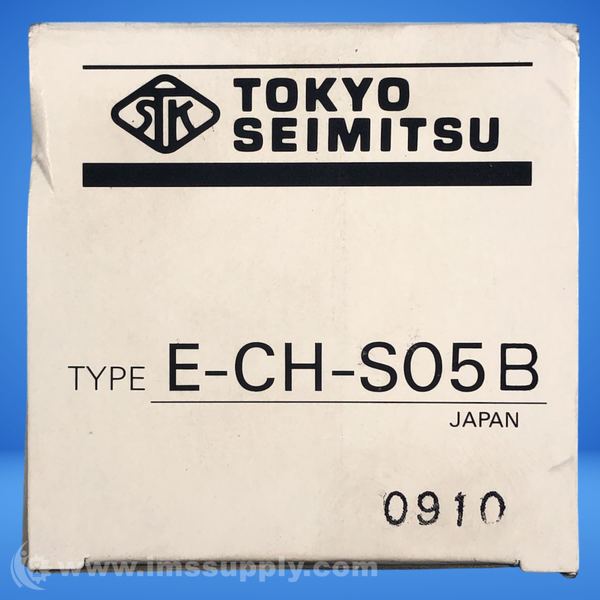 STK
TOKYO
SEIMITSU
TYPE E-CH-S05B
JAPAN
0910
www.imssupply.com